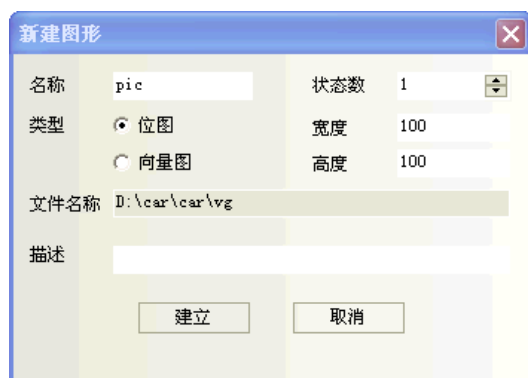 新建图形
名称 pic 状态数 1
类型 位图 宽度 100
向量图 高度 100
文件名称 D:\car\car\vg
描述
建立 取消